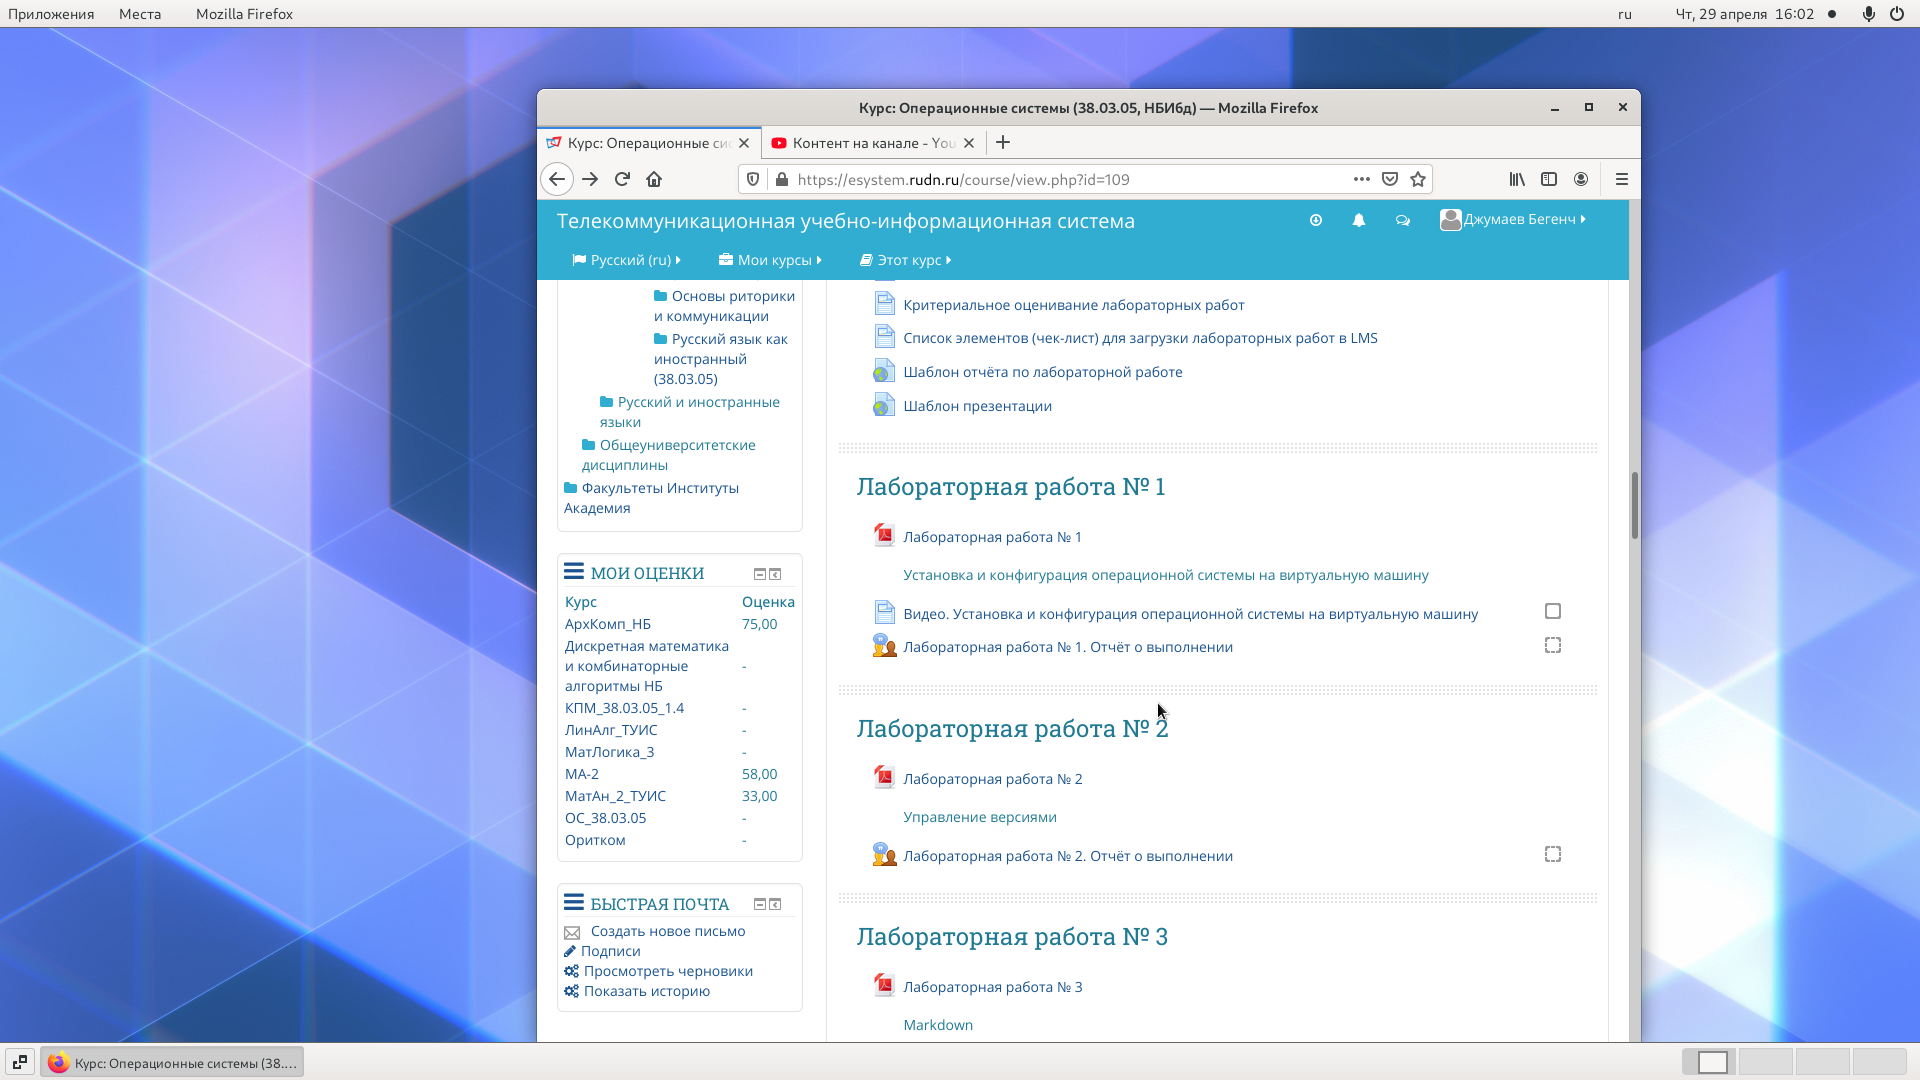 Приложения Места Mozilla Firefox ru Чт, 29 апреля 16:02
Курс: Операционные системы (38.03.05, НБИбд) — Mozilla Firefox
Курс: Операционные си Контент на канале - You
https://esystem.rudn.ru/course/view.php?id=109
Телекоммуникационная учебно-информационная система
Джумаев Бегенч
Русский (ru) Мои курсы Этот курс
Основы риторики
и коммуникации
Русский язык как
иностранный
(38.03.05)
Русский и иностранные
языки
Общеуниверситетские
дисциплины
Факультеты Институты
Академия
МОИ ОЦЕНКИ
Курс Оценка
АрхКомп_НБ 75,00
Дискретная математика
и комбинаторные -
алгоритмы НБ
КПМ_38.03.05_1.4 -
ЛинАлг_ТУИС -
МатЛогика_3 -
МА-2 58,00
МатАн_2_ТУИС 33,00
ОС_38.03.05 -
Оритком -
БЫСТРАЯ ПОЧТА
Создать новое письмо
Подписи
Просмотреть черновики
Показать историю
Критериальное оценивание лабораторных работ
Список элементов (чек-лист) для загрузки лабораторных работ в LMS
Шаблон отчёта по лабораторной работе
Шаблон презентации
Лабораторная работа № 1
Лабораторная работа № 1
Установка и конфигурация операционной системы на виртуальную машину
Видео. Установка и конфигурация операционной системы на виртуальную машину
Лабораторная работа № 1. Отчёт о выполнении
Лабораторная работа № 2
Лабораторная работа № 2
Управление версиями
Лабораторная работа № 2. Отчёт о выполнении
Лабораторная работа № 3
Лабораторная работа № 3
Markdown
Курс: Операционные системы (38.…